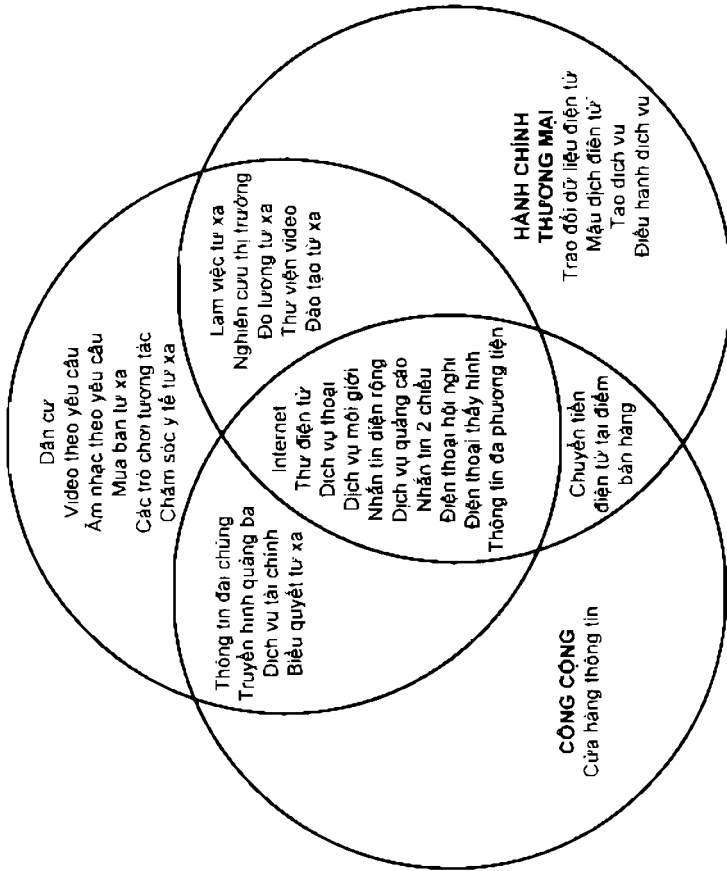 Dân cư
Video theo yêu cầu
Âm nhạc theo yêu cầu
Mua bán từ xa
Các trò chơi tương tác
Chăm sóc y tế từ xa
Thông tin đại chúng
Truyền hình quảng bá
Dịch vụ tài chính
Biểu quyết từ xa
Làm việc từ xa
Nghiên cứu thị trường
Đo lường từ xa
Thư viện video
Đào tạo từ xa
Internet
Thư điện tử
Dịch vụ thoại
Dịch vụ môi giới
Nhắn tin diện rộng
Dịch vụ quảng cáo
Nhắn tin 2 chiều
Điện thoại hội nghị
Điện thoại thấy hình
Thông tin đa phương tiện
CÔNG CỘNG
Cửa hàng thông tin
Chuyển tiền
điện tử tại điểm
bán hàng
HÀNH CHÍNH
THƯƠNG MẠI
Trao đổi dữ liệu điện tử
Mậu dịch điện tử
Tạo dịch vụ
Điều hành dịch vụ